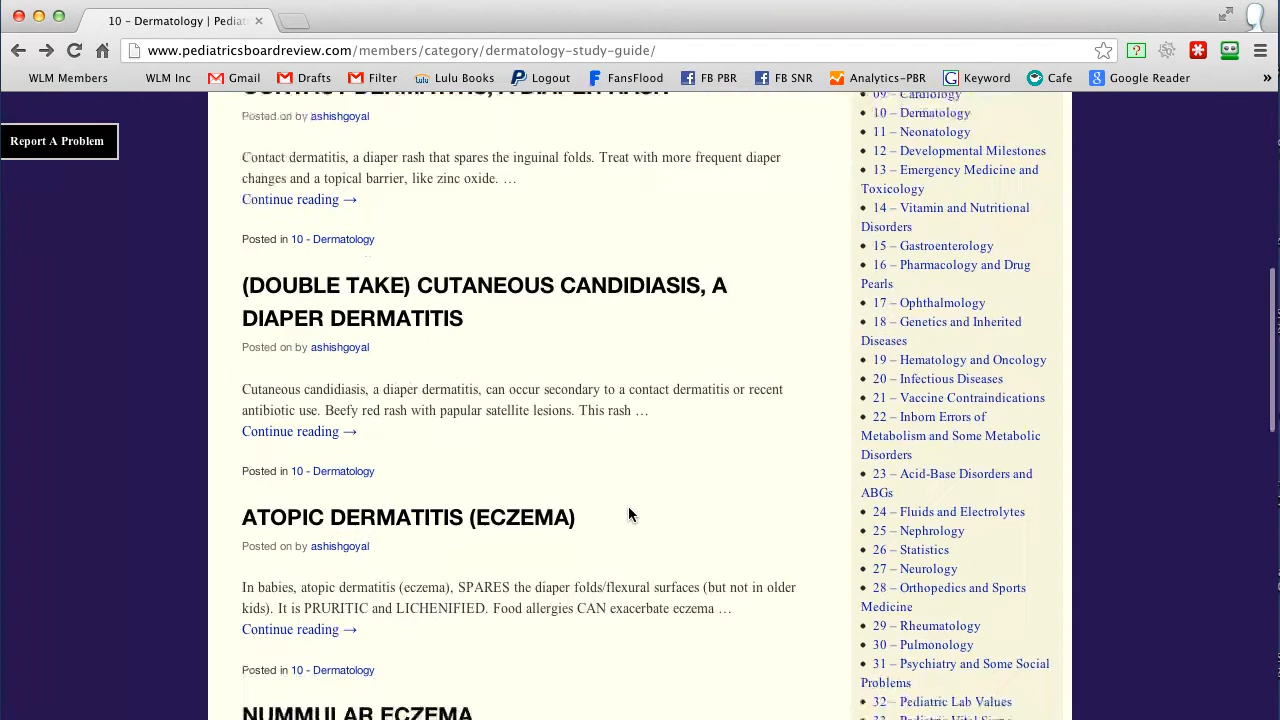 10 – Dermatology | Pediat
www.pediatricsboardreview.com/members/category/dermatology-study-guide/
WLM Members WLM Inc Gmail Drafts Filter Lulu Books Logout FansFlood FB PBR FB SNR Analytics-PBR Keyword Cafe Google Reader »
Report A Problem
CONTACT DERMATITIS, A DIAPER RASH
Posted on by ashishgoyal
Contact dermatitis, a diaper rash that spares the inguinal folds. Treat with more frequent diaper
changes and a topical barrier, like zinc oxide. …
Continue reading →
Posted in 10 - Dermatology
(DOUBLE TAKE) CUTANEOUS CANDIDIASIS, A
DIAPER DERMATITIS
Posted on by ashishgoyal
Cutaneous candidiasis, a diaper dermatitis, can occur secondary to a contact dermatitis or recent
antibiotic use. Beefy red rash with papular satellite lesions. This rash …
Continue reading →
Posted in 10 - Dermatology
ATOPIC DERMATITIS (ECZEMA)
Posted on by ashishgoyal
In babies, atopic dermatitis (eczema), SPARES the diaper folds/flexural surfaces (but not in older
kids). It is PRURITIC and LICHENIFIED. Food allergies CAN exacerbate eczema …
Continue reading →
Posted in 10 - Dermatology
NUMMULAR ECZEMA
09 – Cardiology
10 – Dermatology
11 – Neonatology
12 – Developmental Milestones
13 – Emergency Medicine and
Toxicology
14 – Vitamin and Nutritional
Disorders
15 – Gastroenterology
16 – Pharmacology and Drug
Pearls
17 – Ophthalmology
18 – Genetics and Inherited
Diseases
19 – Hematology and Oncology
20 – Infectious Diseases
21 – Vaccine Contraindications
22 – Inborn Errors of
Metabolism and Some Metabolic
Disorders
23 – Acid-Base Disorders and
ABGs
24 – Fluids and Electrolytes
25 – Nephrology
26 – Statistics
27 – Neurology
28 – Orthopedics and Sports
Medicine
29 – Rheumatology
30 – Pulmonology
31 – Psychiatry and Some Social
Problems
32 – Pediatric Lab Values
33 – Pediatric Vital Signs